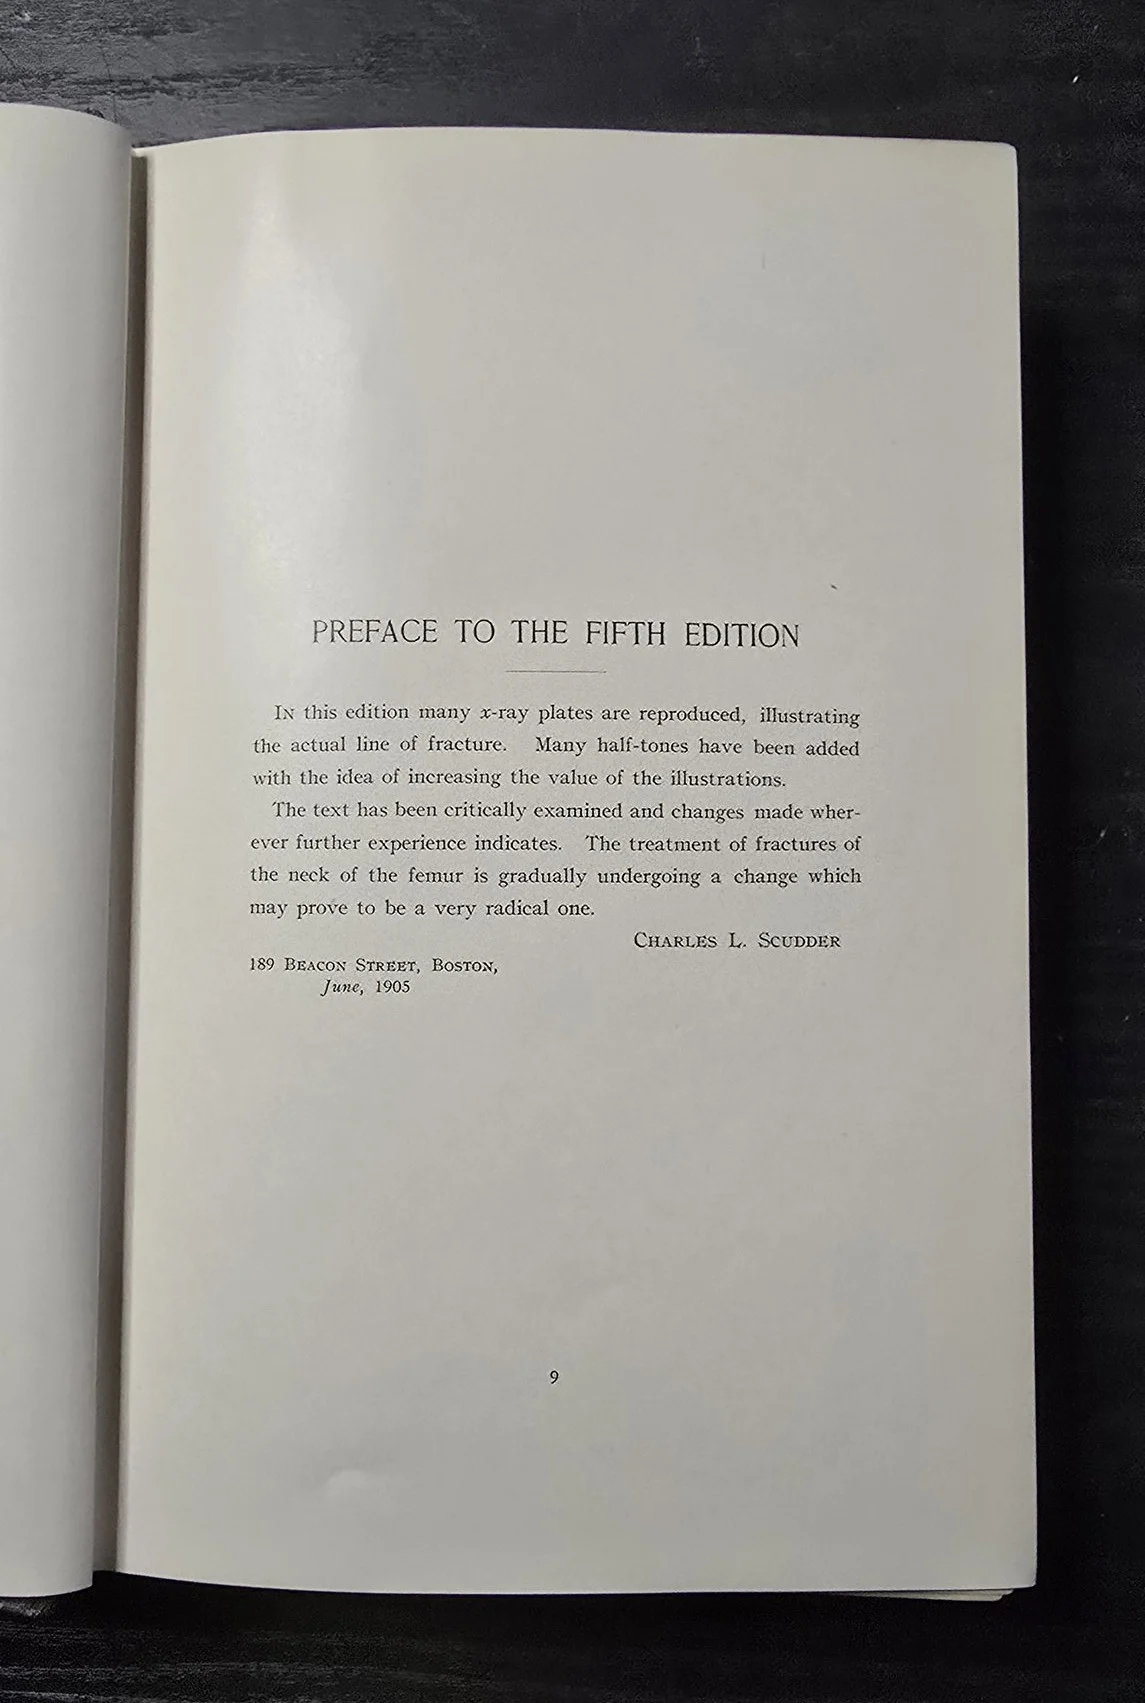 PREFACE TO THE FIFTH EDITION
In this edition many x-ray plates are reproduced, illustrating
the actual line of fracture. Many half-tones have been added
with the idea of increasing the value of the illustrations.
The text has been critically examined and changes made wher-
ever further experience indicates. The treatment of fractures of
the neck of the femur is gradually undergoing a change which
may prove to be a very radical one.
Charles L. Scudder
189 Beacon Street, Boston,
June, 1905
9